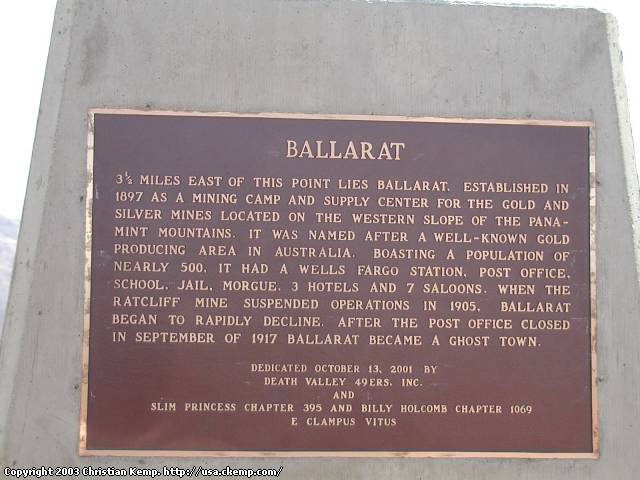 BALLARAT
3½ MILES EAST OF THIS POINT LIES BALLARAT. ESTABLISHED IN
1897 AS A MINING CAMP AND SUPPLY CENTER FOR THE GOLD AND
SILVER MINES LOCATED ON THE WESTERN SLOPE OF THE PANA-
MINT MOUNTAINS. IT WAS NAMED AFTER A WELL-KNOWN GOLD
PRODUCING AREA IN AUSTRALIA. BOASTING A POPULATION OF
NEARLY 500, IT HAD A WELLS FARGO STATION, POST OFFICE,
SCHOOL, JAIL, MORGUE, 3 HOTELS AND 7 SALOONS. WHEN THE
RATCLIFF MINE SUSPENDED OPERATIONS IN 1905, BALLARAT
BEGAN TO RAPIDLY DECLINE. AFTER THE POST OFFICE CLOSED
IN SEPTEMBER OF 1917 BALLARAT BECAME A GHOST TOWN.
DEDICATED OCTOBER 13, 2001 BY
DEATH VALLEY 49ERS, INC.
AND
SLIM PRINCESS CHAPTER 395 AND BILLY HOLCOMB CHAPTER 1069
E CLAMPUS VITUS
Copyright 2003 Christian Kemp. http://usa.ckemp.com/